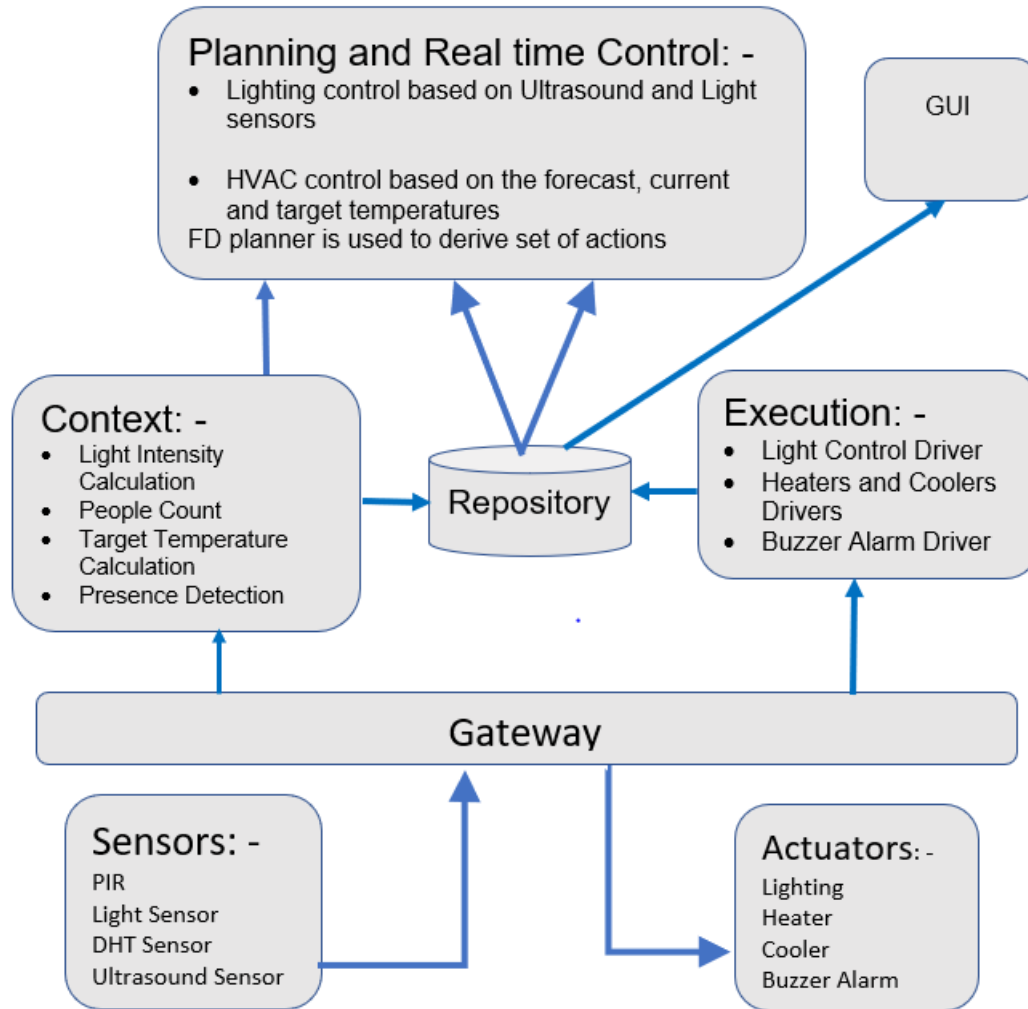 Planning and Real time Control: -
• Lighting control based on Ultrasound and Light
sensors
• HVAC control based on the forecast, current
and target temperatures
FD planner is used to derive set of actions
GUI
Context: -
• Light Intensity
Calculation
• People Count
• Target Temperature
Calculation
• Presence Detection
Repository
Execution: -
• Light Control Driver
• Heaters and Coolers
Drivers
• Buzzer Alarm Driver
Gateway
Sensors: -
PIR
Light Sensor
DHT Sensor
Ultrasound Sensor
Actuators: -
Lighting
Heater
Cooler
Buzzer Alarm